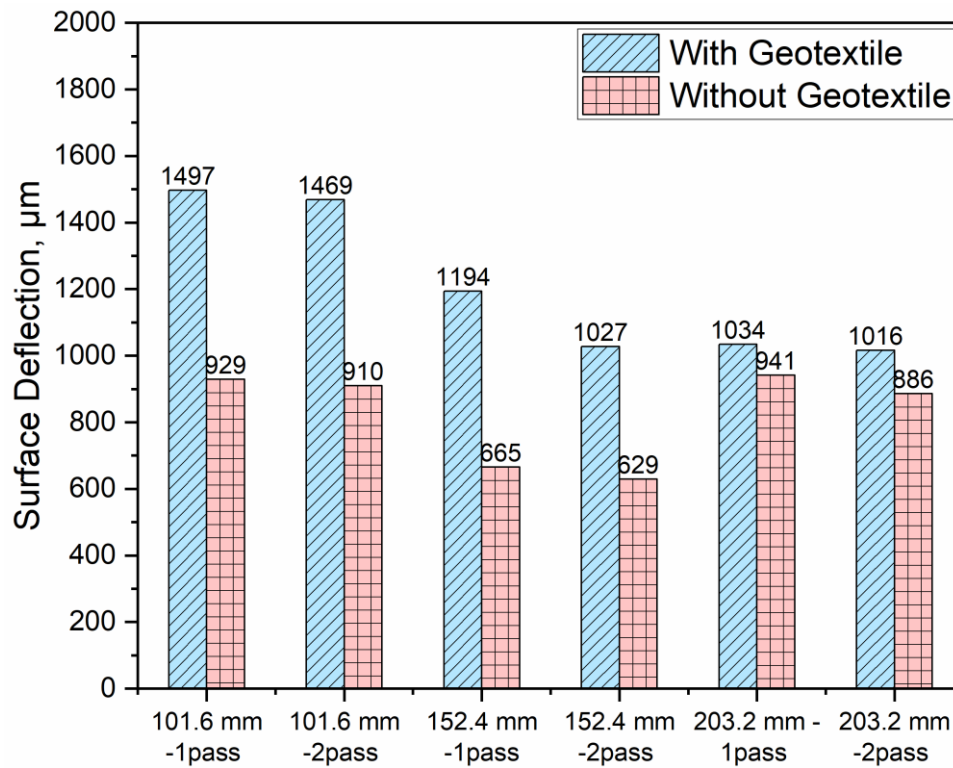 2000
1800
1600
1400
1200
1000
800
600
400
200
0
Surface Deflection, µm
With Geotextile
Without Geotextile
1497
929
1469
910
1194
665
1027
629
1034
941
1016
886
101.6 mm
-1pass
101.6 mm
-2pass
152.4 mm
-1pass
152.4 mm
-2pass
203.2 mm -
1pass
203.2 mm
-2pass